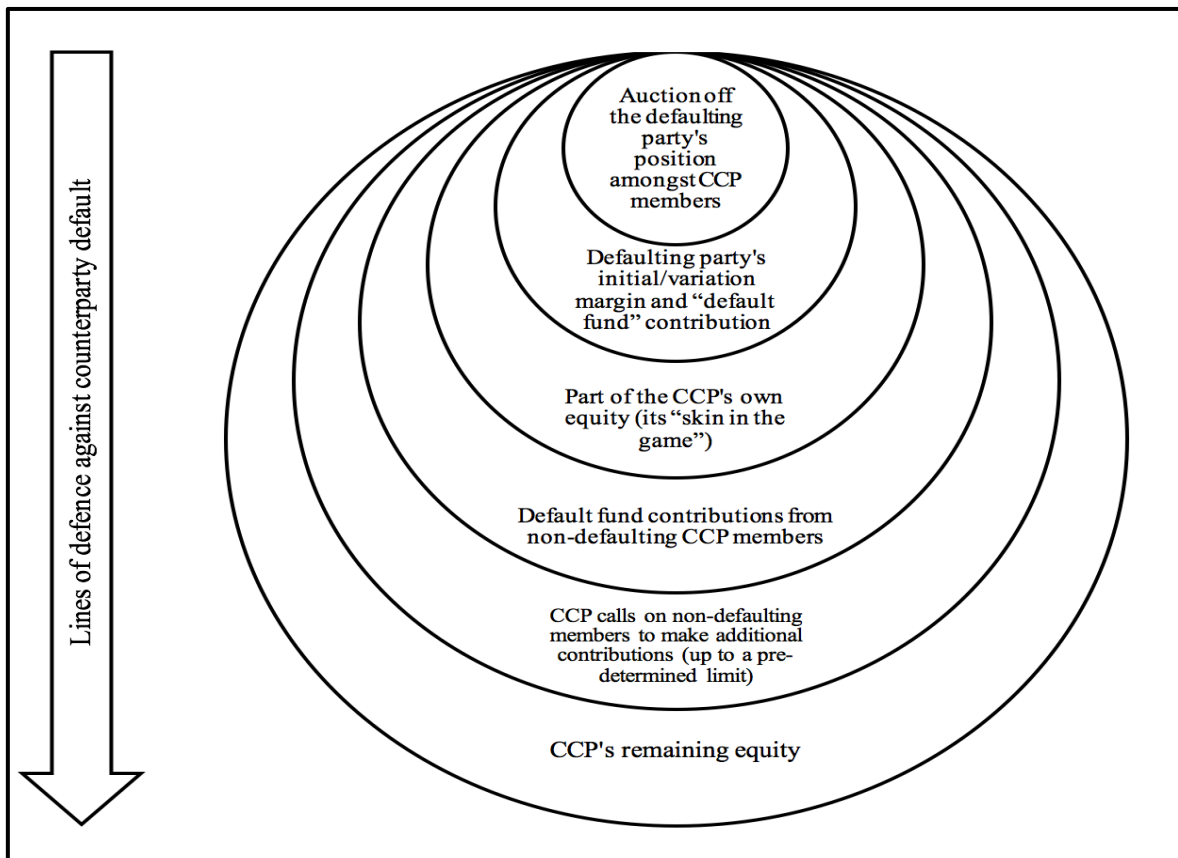 Lines of defence against counterparty default
Auction off
the defaulting
party's
position
amongst CCP
members
Defaulting party's
initial/variation
margin and “default
fund” contribution
Part of the CCP's own
equity (its “skin in the
game”)
Default fund contributions from
non-defaulting CCP members
CCP calls on non-defaulting
members to make additional
contributions (up to a pre-
determined limit)
CCP's remaining equity